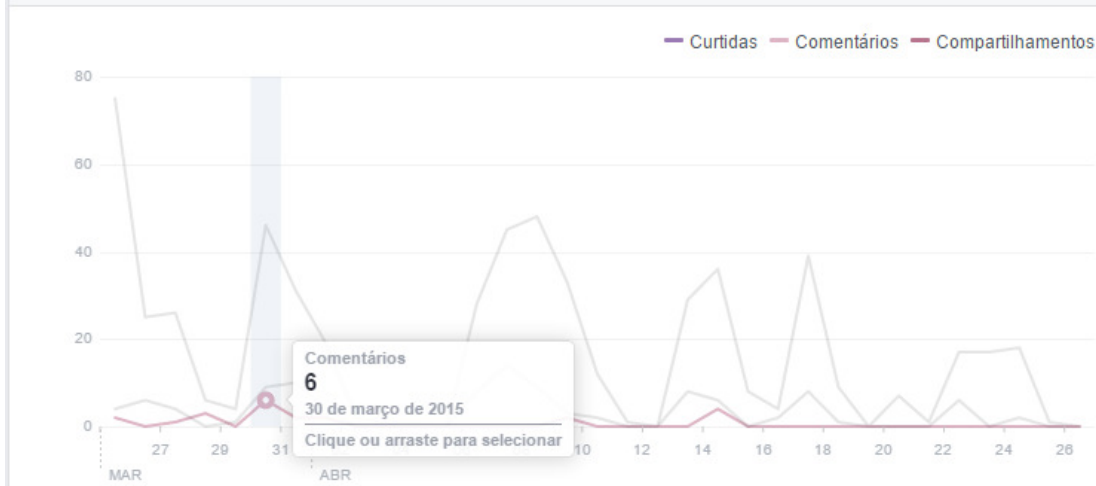 Curtidas Comentários Compartilhamentos
80
60
40
20
0
Comentários
6
30 de março de 2015
Clique ou arraste para selecionar
27 29 31 10 12 14 16 18 20 22 24 26
MAR ABR